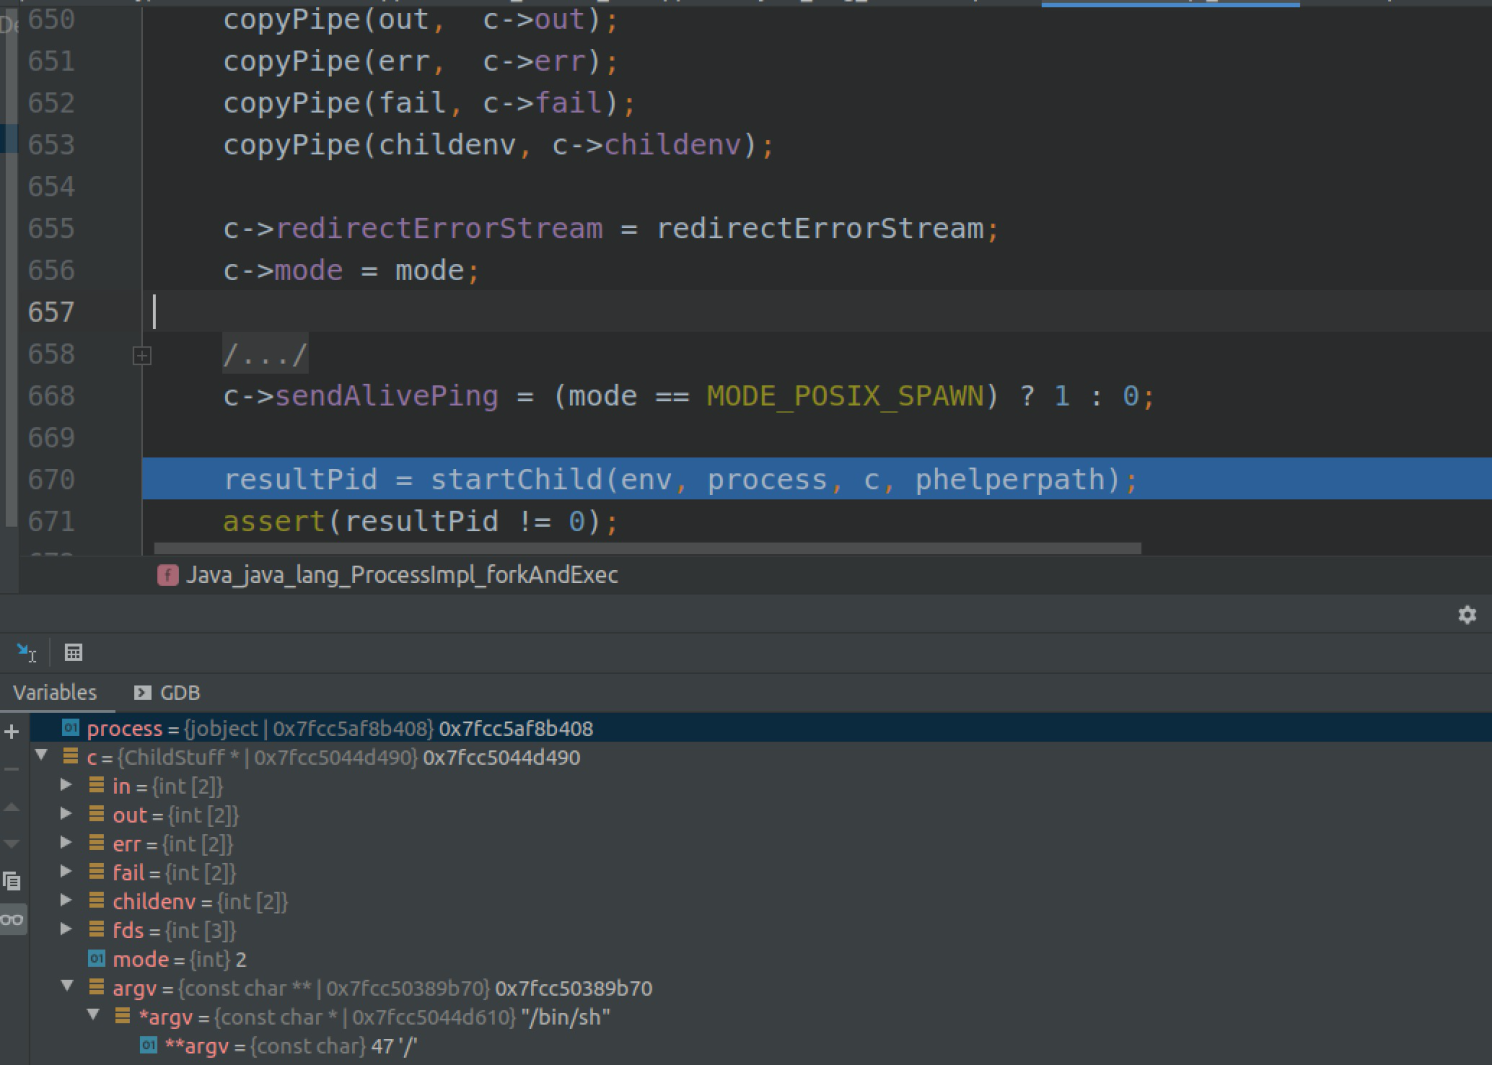 650 copyPipe(out,  c->out);
651 copyPipe(err,  c->err);
652 copyPipe(fail, c->fail);
653 copyPipe(childenv, c->childenv);
654
655 c->redirectErrorStream = redirectErrorStream;
656 c->mode = mode;
657
658 /.../
668 c->sendAlivePing = (mode == MODE_POSIX_SPAWN) ? 1 : 0;
669
670 resultPid = startChild(env, process, c, phelperpath);
671 assert(resultPid != 0);
f Java_java_lang_ProcessImpl_forkAndExec
Variables GDB
01 process = {jobject | 0x7fcc5af8b408} 0x7fcc5af8b408
c = {ChildStuff * | 0x7fcc5044d490} 0x7fcc5044d490
in = {int [2]}
out = {int [2]}
err = {int [2]}
fail = {int [2]}
childenv = {int [2]}
fds = {int [3]}
01 mode = {int} 2
argv = {const char ** | 0x7fcc50389b70} 0x7fcc50389b70
*argv = {const char * | 0x7fcc5044d610} "/bin/sh"
01 **argv = {const char} 47 '/'